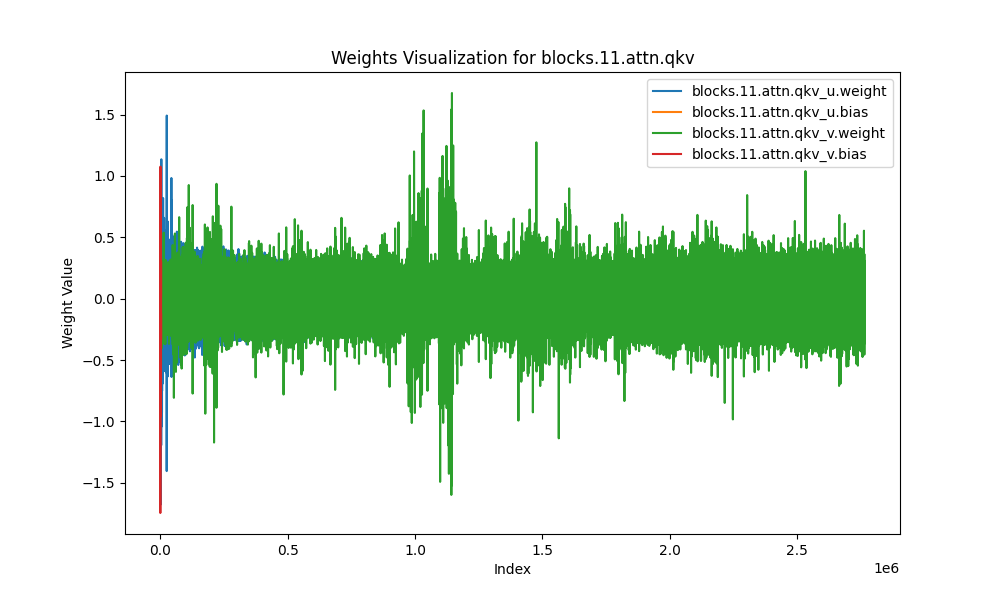 Weights Visualization for blocks.11.attn.qkv
blocks.11.attn.qkv_u.weight
blocks.11.attn.qkv_u.bias
blocks.11.attn.qkv_v.weight
blocks.11.attn.qkv_v.bias
Weight Value
1.5
1.0
0.5
0.0
−0.5
−1.0
−1.5
0.0 0.5 1.0 1.5 2.0 2.5
1e6
Index